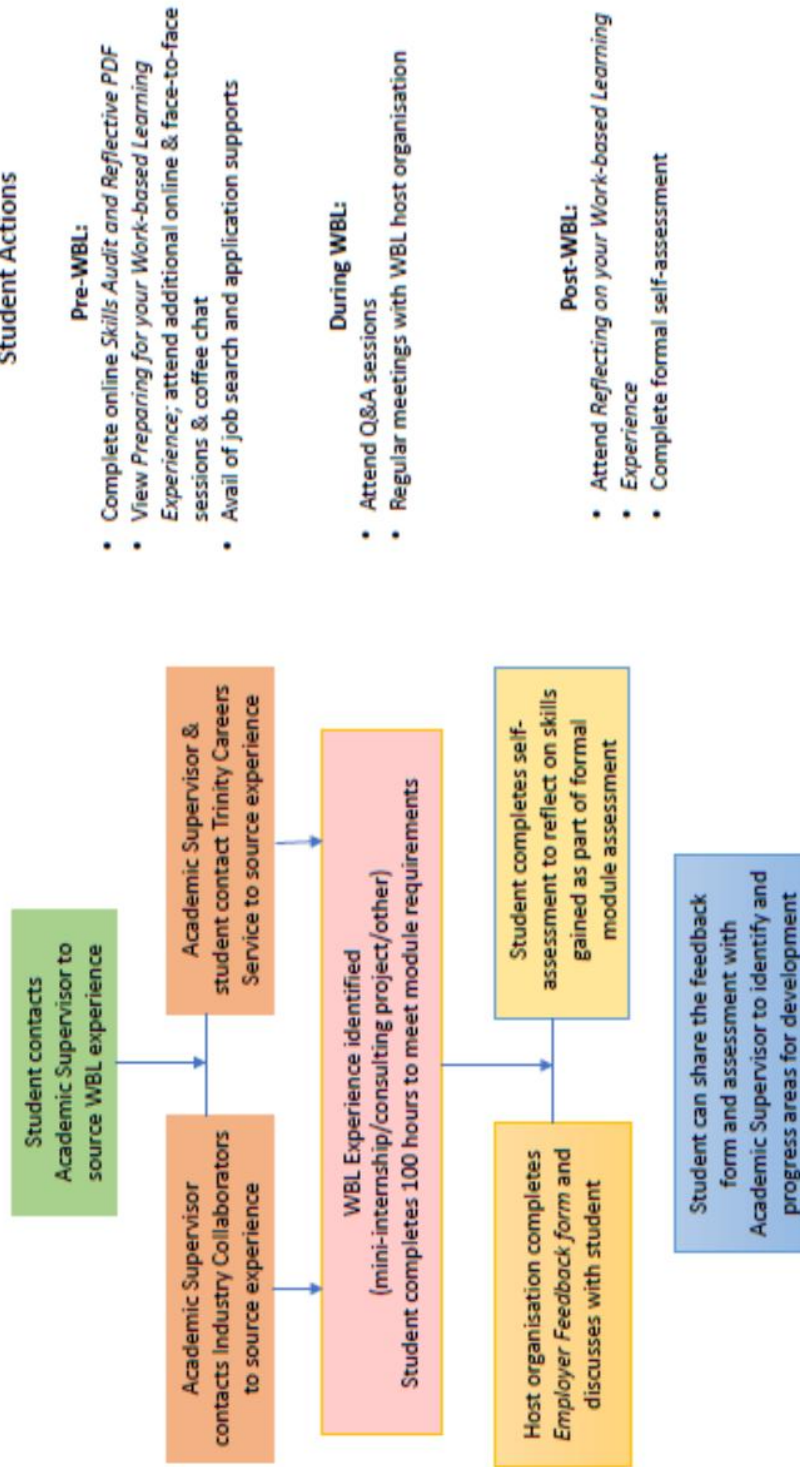 Student contacts
Academic Supervisor to
source WBL experience
Academic Supervisor
contacts Industry Collaborators
to source experience
Academic Supervisor &
student contact Trinity Careers
Service to source experience
WBL Experience identified
(mini-internship/consulting project/other)
Student completes 100 hours to meet module requirements
Host organisation completes
Employer Feedback form and
discusses with student
Student completes self-
assessment to reflect on skills
gained as part of formal
module assessment
Student can share the feedback
form and assessment with
Academic Supervisor to identify and
progress areas for development
Student Actions
Pre-WBL:
• Complete online Skills Audit and Reflective PDF
• View Preparing for your Work-based Learning
Experience; attend additional online & face-to-face
sessions & coffee chat
• Avail of job search and application supports
During WBL:
• Attend Q&A sessions
• Regular meetings with WBL host organisation
Post-WBL:
• Attend Reflecting on your Work-based Learning
• Experience
• Complete formal self-assessment